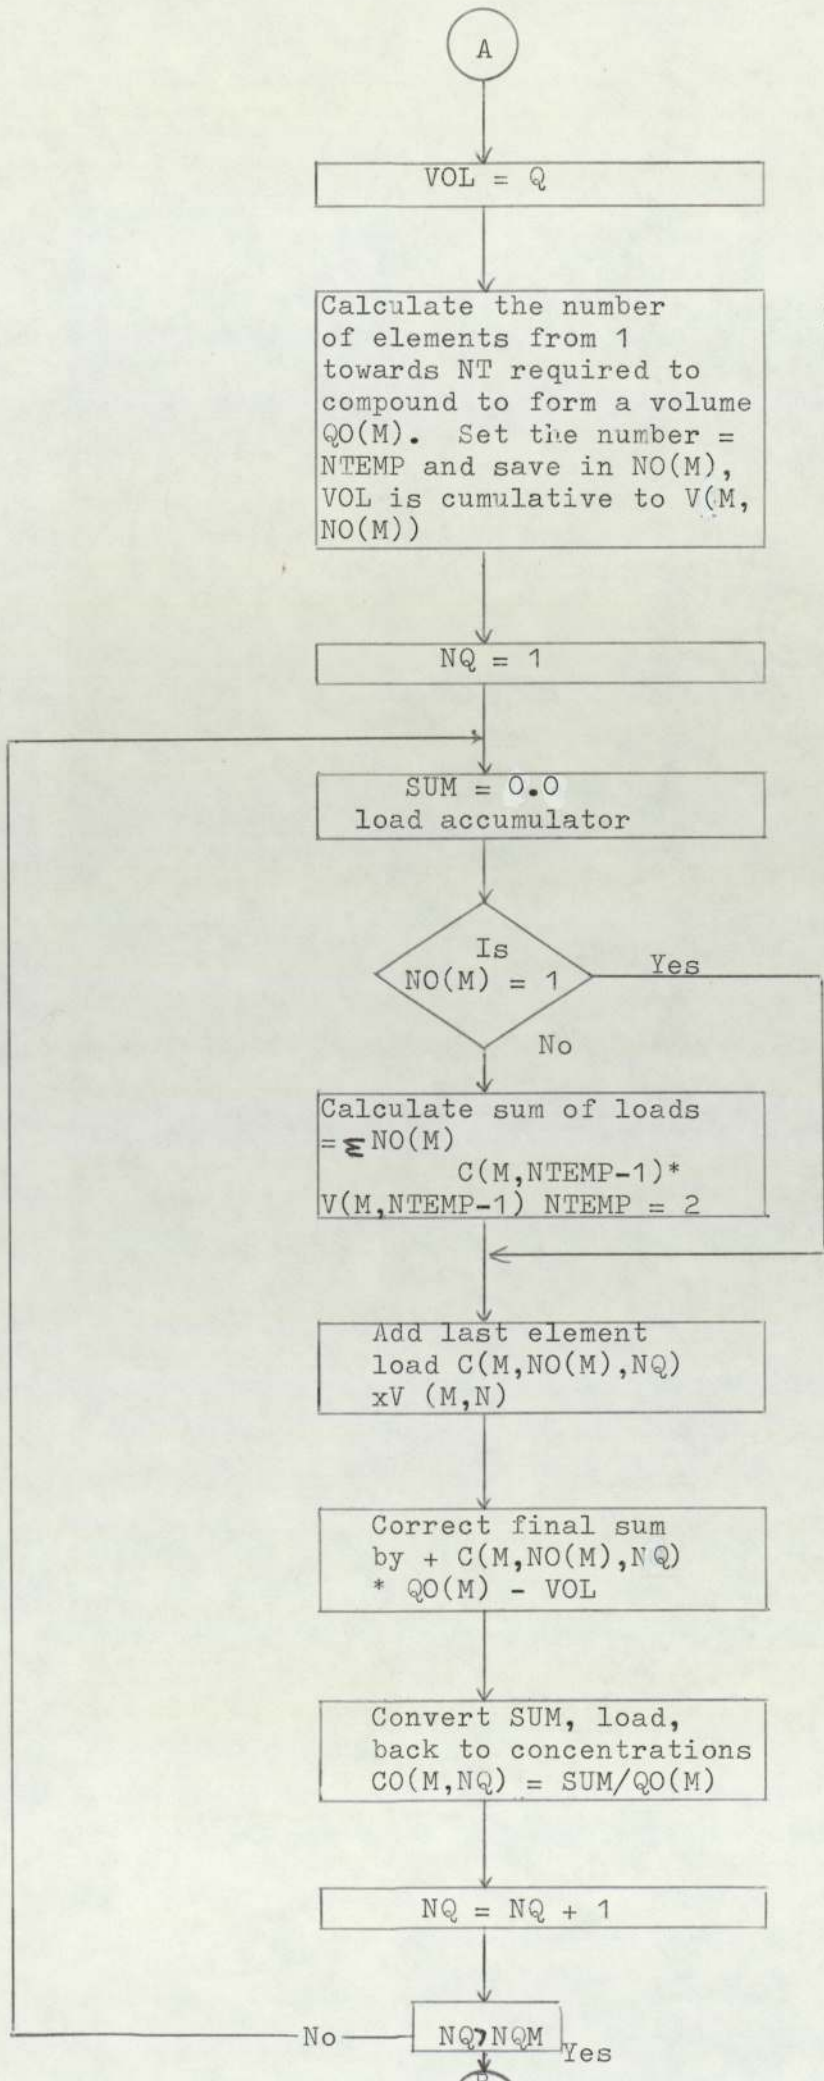 A
VOL = Q
Calculate the number
of elements from 1
towards NT required to
compound to form a volume
QO(M). Set the number =
NTEMP and save in NO(M),
VOL is cumulative to V(M,
NO(M))
NQ = 1
SUM = 0.0
load accumulator
Is
NO(M) = 1
Yes
No
Calculate sum of loads
= Σ NO(M)
C(M,NTEMP-1)*
V(M,NTEMP-1) NTEMP = 2
Add last element
load C(M,NO(M),NQ)
xV (M,N)
Correct final sum
by + C(M,NO(M),NQ)
* QO(M) - VOL
Convert SUM, load,
back to concentrations
CO(M,NQ) = SUM/QO(M)
NQ = NQ + 1
No
NQ>NQM
Yes